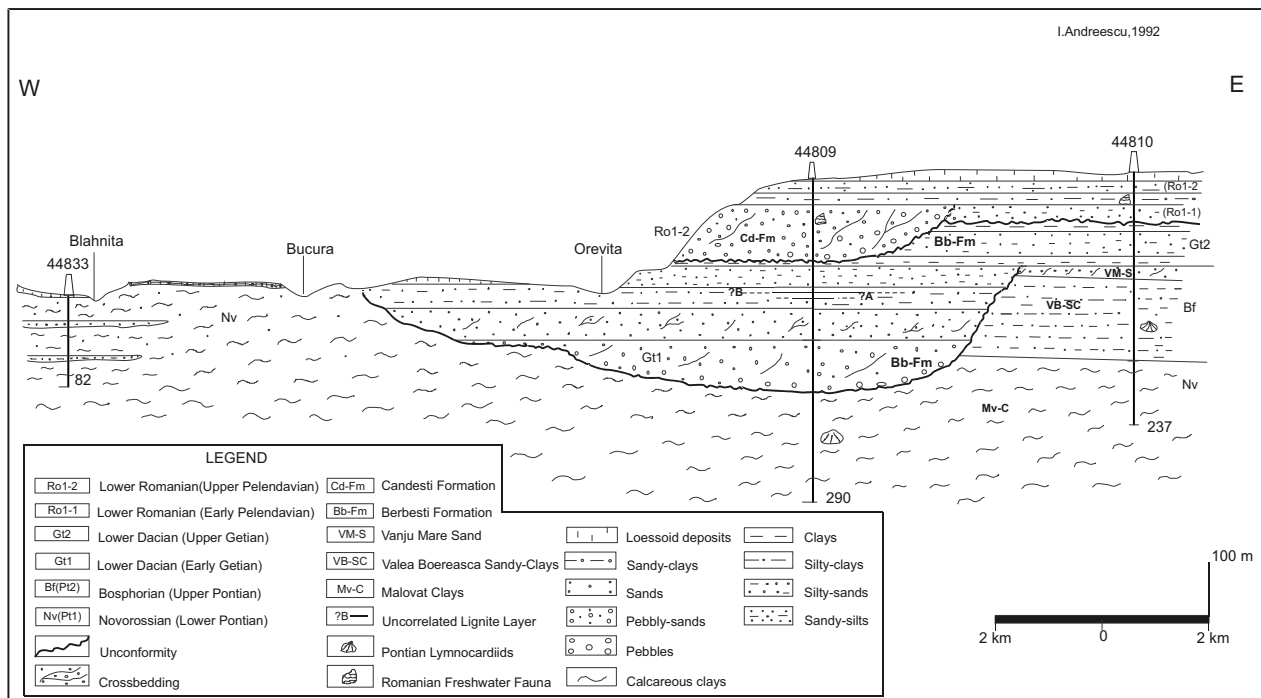 I.Andreescu,1992
W
E
44809
44810
(Ro1-2
(Ro1-1)
Ro1-2
Cd-Fm
Bb-Fm
Gt2
Blahnita
Bucura
Orevita
44833
VM-S
?B
?A
VB-SC
Bf
Nv
Gt1
Bb-Fm
Nv
82
Mv-C
237
290
LEGEND
Ro1-2 Lower Romanian(Upper Pelendavian)
Ro1-1 Lower Romanian (Early Pelendavian)
Gt2 Lower Dacian (Upper Getian)
Gt1 Lower Dacian (Early Getian)
Bf(Pt2) Bosphorian (Upper Pontian)
Nv(Pt1) Novorossian (Lower Pontian)
Unconformity
Crossbedding
Cd-Fm Candesti Formation
Bb-Fm Berbesti Formation
VM-S Vanju Mare Sand
VB-SC Valea Boereasca Sandy-Clays
Mv-C Malovat Clays
?B Uncorrelated Lignite Layer
Pontian Lymnocardiids
Romanian Freshwater Fauna
Loessoid deposits
Sandy-clays
Sands
Pebbly-sands
Pebbles
Calcareous clays
Clays
Silty-clays
Silty-sands
Sandy-silts
100 m
2 km 0 2 km